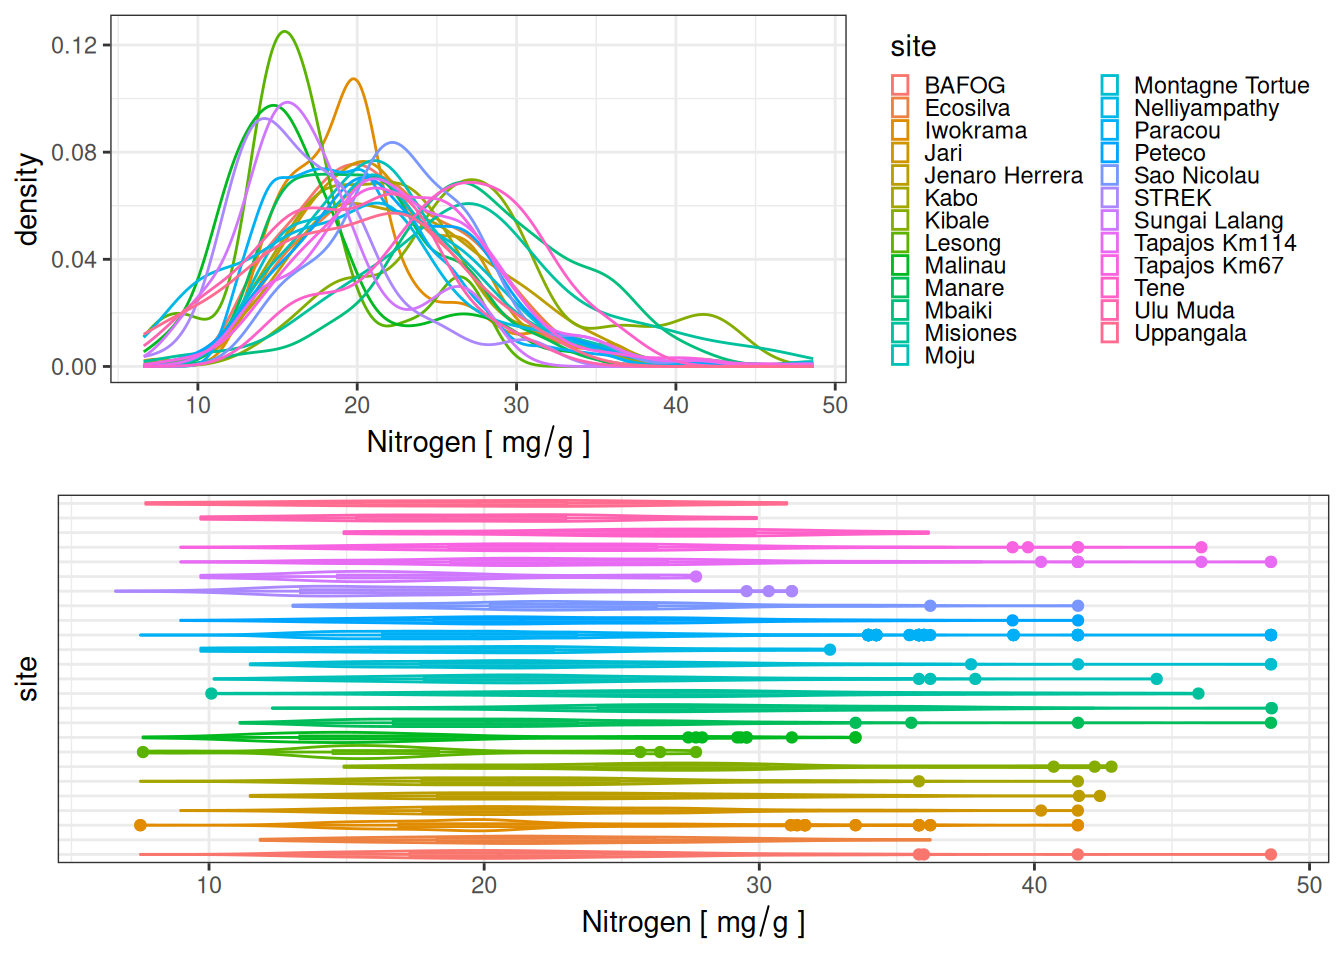 0.12
0.08
0.04
0.00
density
10 20 30 40 50
Nitrogen [ mg/g ]
site
BAFOG
Ecosilva
Iwokrama
Jari
Jenaro Herrera
Kabo
Kibale
Lesong
Malinau
Manare
Mbaiki
Misiones
Moju
Montagne Tortue
Nelliyampathy
Paracou
Peteco
Sao Nicolau
STREK
Sungai Lalang
Tapajos Km114
Tapajos Km67
Tene
Ulu Muda
Uppangala
site
10 20 30 40 50
Nitrogen [ mg/g ]